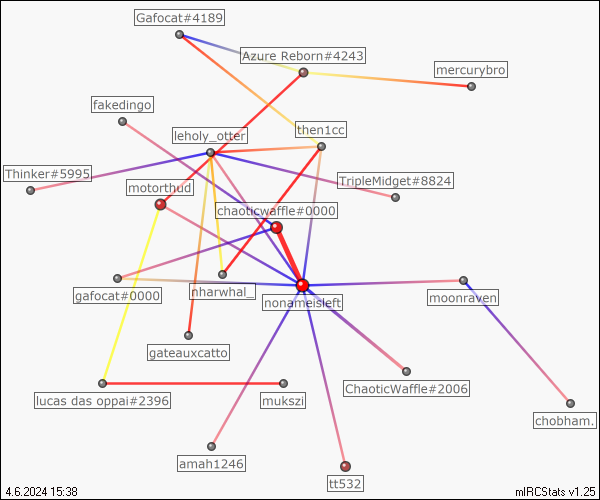 Gafocat#4189
Azure Reborn#4243
mercurybro
fakedingo
leholy_otter
then1cc
Thinker#5995
motorthud
TripleMidget#8824
chaoticwaffle#0000
gafocat#0000
nharwhal_
nonameisleft
moonraven
gateauxcatto
ChaoticWaffle#2006
lucas das oppai#2396
mukszi
chobham.
amah1246
tt532
4.6.2024 15:38
mIRCStats v1.25